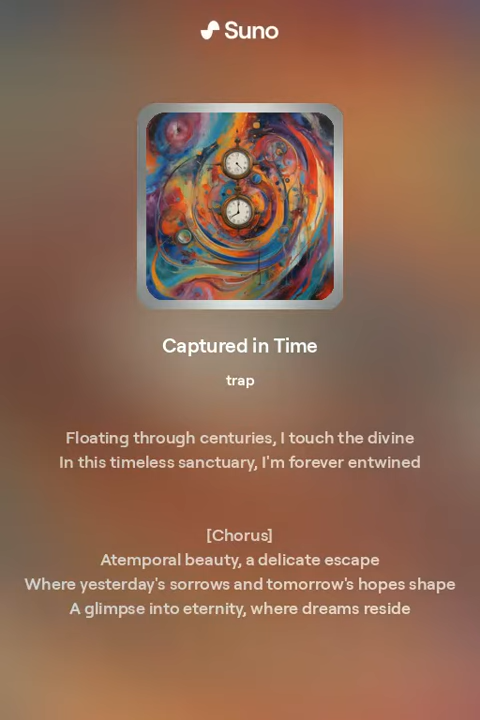 Suno
Captured in Time
trap
Floating through centuries, I touch the divine
In this timeless sanctuary, I'm forever entwined
[Chorus]
Atemporal beauty, a delicate escape
Where yesterday's sorrows and tomorrow's hopes shape
A glimpse into eternity, where dreams reside